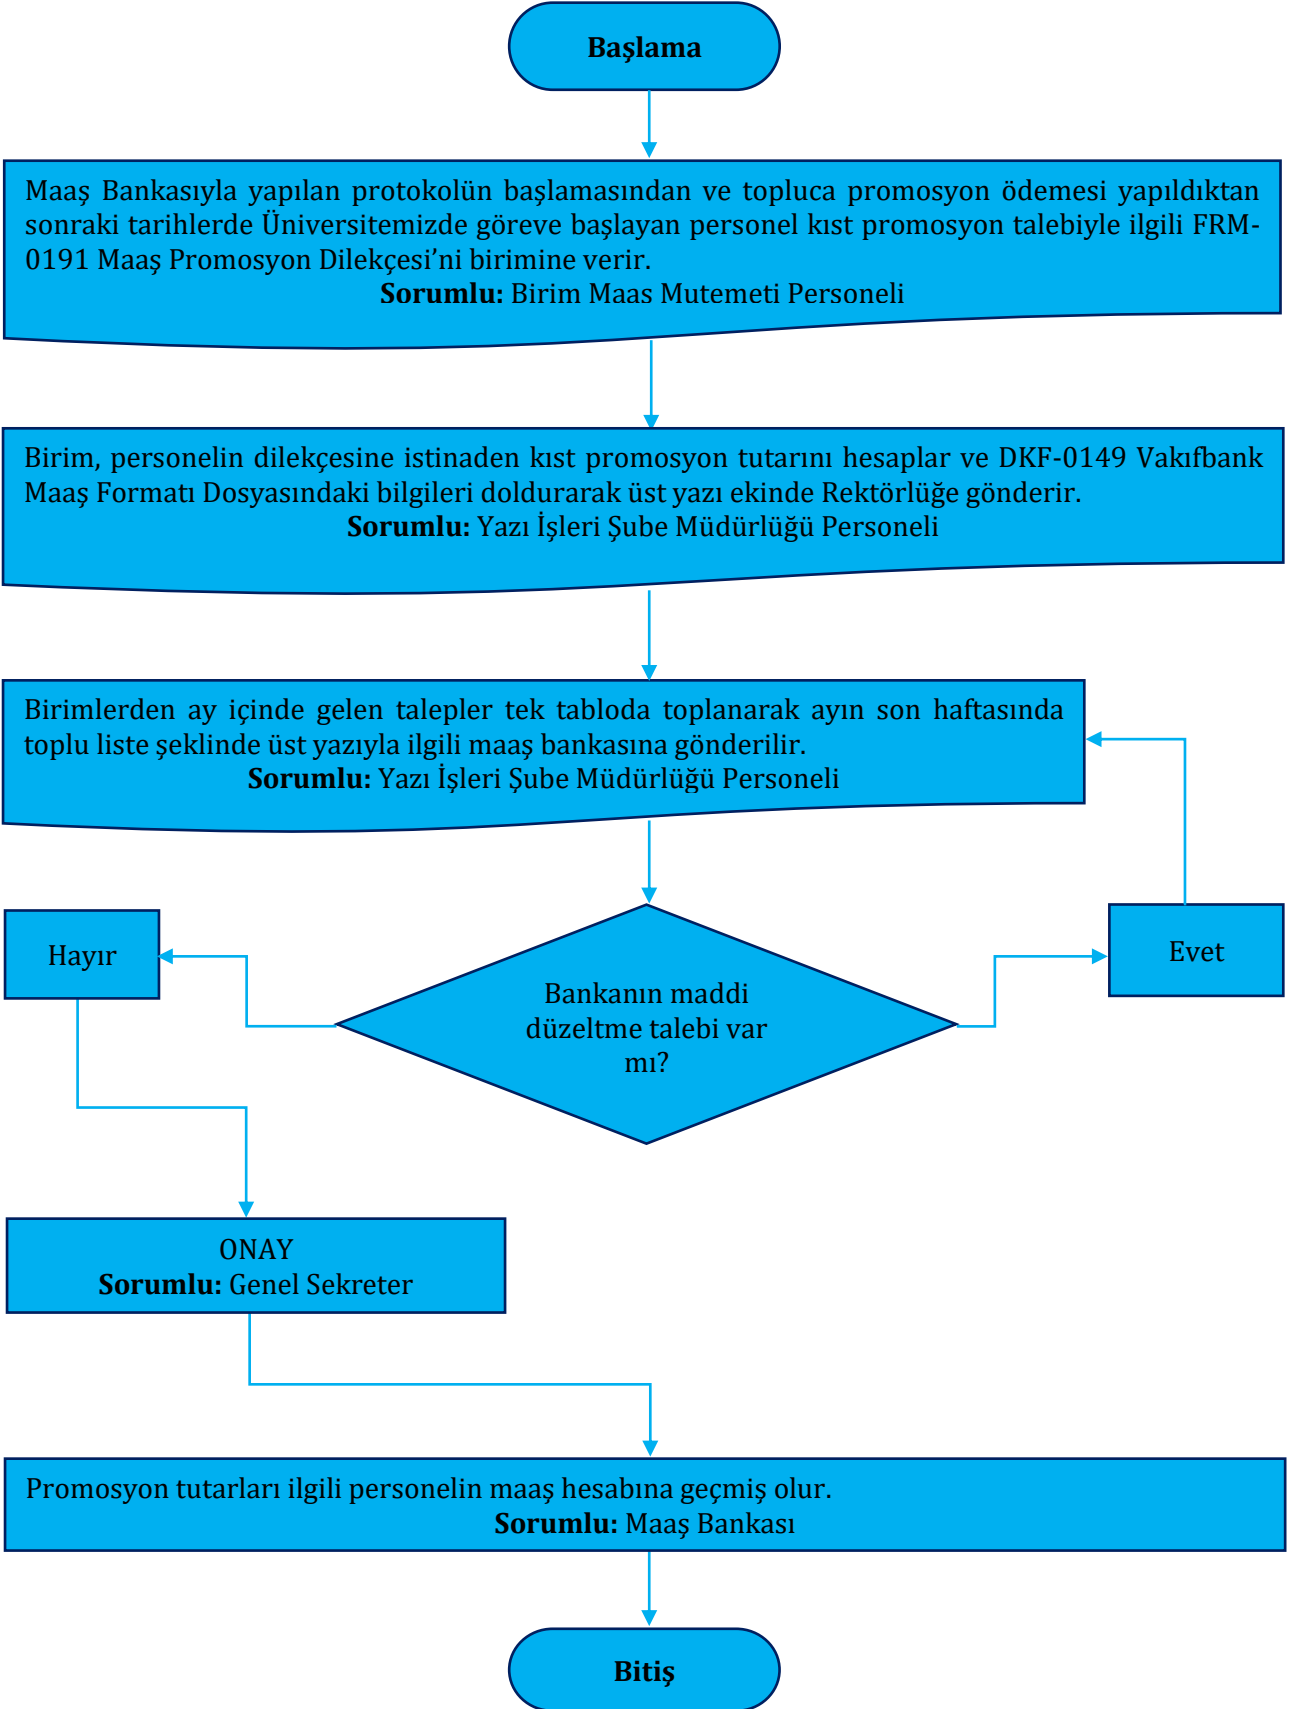 Başlama
Maaş Bankasıyla yapılan protokolün başlamasından ve topluca promosyon ödemesi yapıldıktan
sonraki tarihlerde Üniversitemizde göreve başlayan personel kıst promosyon talebiyle ilgili FRM-
0191 Maaş Promosyon Dilekçesi’ni birimine verir.
Sorumlu: Birim Maas Mutemeti Personeli
Birim, personelin dilekçesine istinaden kıst promosyon tutarını hesaplar ve DKF-0149 Vakıfbank
Maaş Formatı Dosyasındaki bilgileri doldurarak üst yazı ekinde Rektörlüğe gönderir.
Sorumlu: Yazı İşleri Şube Müdürlüğü Personeli
Birimlerden ay içinde gelen talepler tek tabloda toplanarak ayın son haftasında
toplu liste şeklinde üst yazıyla ilgili maaş bankasına gönderilir.
Sorumlu: Yazı İşleri Şube Müdürlüğü Personeli
Hayır
Evet
Bankanın maddi
düzeltme talebi var
mı?
ONAY
Sorumlu: Genel Sekreter
Promosyon tutarları ilgili personelin maaş hesabına geçmiş olur.
Sorumlu: Maaş Bankası
Bitiş